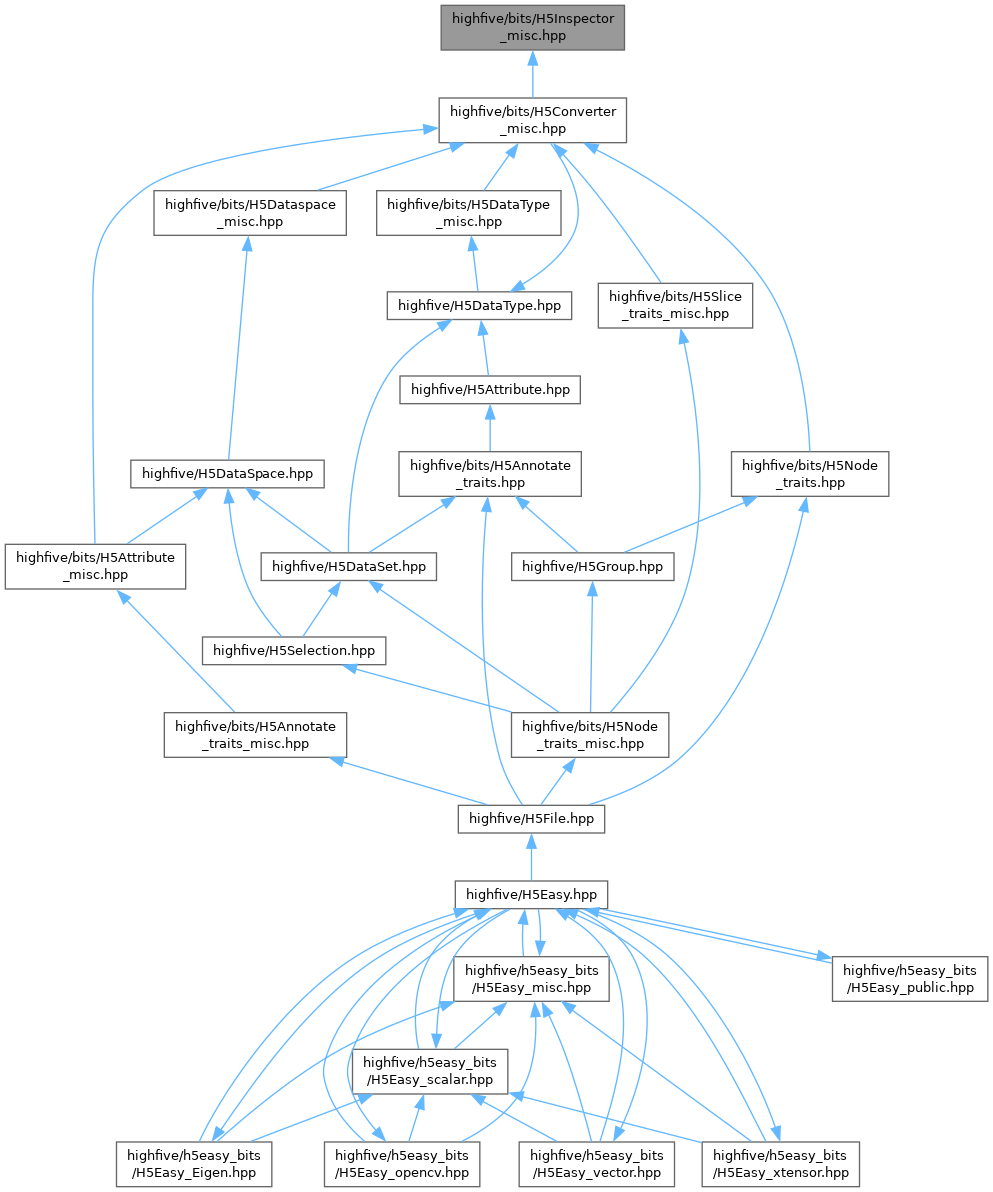 highfive/bits/H5Inspector
_misc.hpp
highfive/bits/H5Converter
_misc.hpp
highfive/bits/H5Dataspace
_misc.hpp
highfive/bits/H5DataType
_misc.hpp
highfive/H5DataType.hpp
highfive/bits/H5Slice
_traits_misc.hpp
highfive/H5Attribute.hpp
highfive/H5DataSpace.hpp
highfive/bits/H5Annotate
_traits.hpp
highfive/bits/H5Node
_traits.hpp
highfive/bits/H5Attribute
_misc.hpp
highfive/H5DataSet.hpp
highfive/H5Group.hpp
highfive/H5Selection.hpp
highfive/bits/H5Annotate
_traits_misc.hpp
highfive/bits/H5Node
_traits_misc.hpp
highfive/H5File.hpp
highfive/H5Easy.hpp
highfive/h5easy_bits
/H5Easy_misc.hpp
highfive/h5easy_bits
/H5Easy_public.hpp
highfive/h5easy_bits
/H5Easy_scalar.hpp
highfive/h5easy_bits
/H5Easy_Eigen.hpp
highfive/h5easy_bits
/H5Easy_opencv.hpp
highfive/h5easy_bits
/H5Easy_vector.hpp
highfive/h5easy_bits
/H5Easy_xtensor.hpp